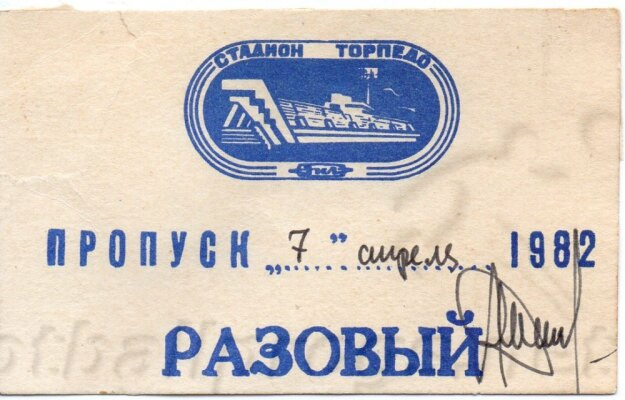 СТАДИОН ТОРПЕДО
ЗИЛ
ПРОПУСК „ 7 ” апреля 1982
РАЗОВЫЙ